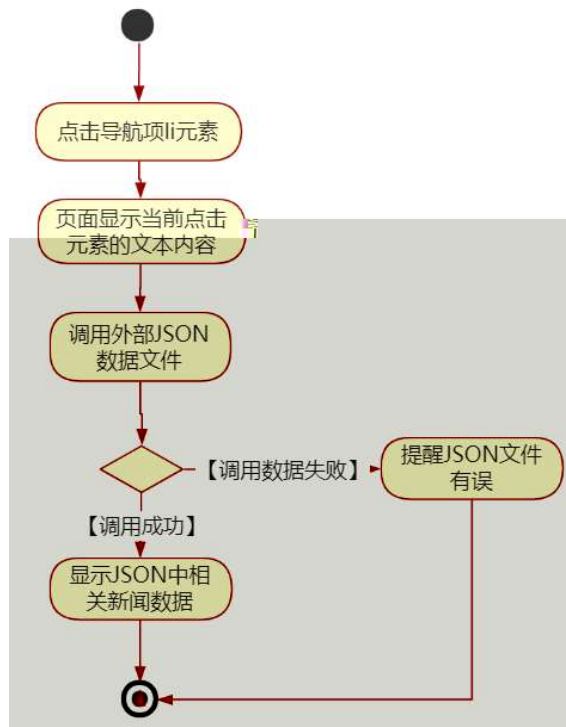 点击导航项li元素
页面显示当前点击
元素的文本内容
调用外部JSON
数据文件
【调用数据失败】
提醒JSON文件
有误
【调用成功】
显示JSON中相
关新闻数据